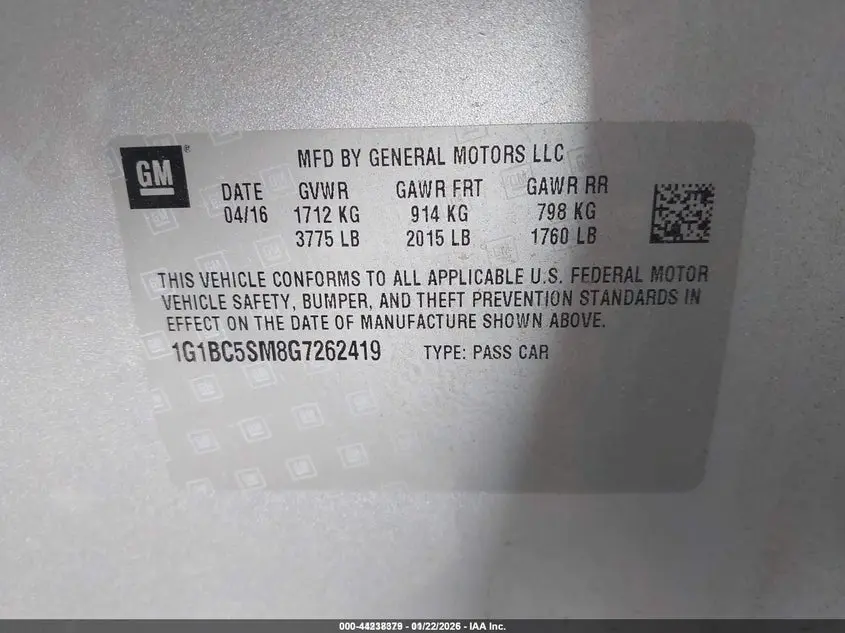 GM
MFD BY GENERAL MOTORS LLC
DATE GVWR GAWR FRT GAWR RR
04/16 1712 KG 914 KG 798 KG
3775 LB 2015 LB 1760 LB
THIS VEHICLE CONFORMS TO ALL APPLICABLE U.S. FEDERAL MOTOR
VEHICLE SAFETY, BUMPER, AND THEFT PREVENTION STANDARDS IN
EFFECT ON THE DATE OF MANUFACTURE SHOWN ABOVE.
1G1BC5SM8G7262419 TYPE: PASS CAR
000-44238379 - 01/22/2026 - IAA Inc.